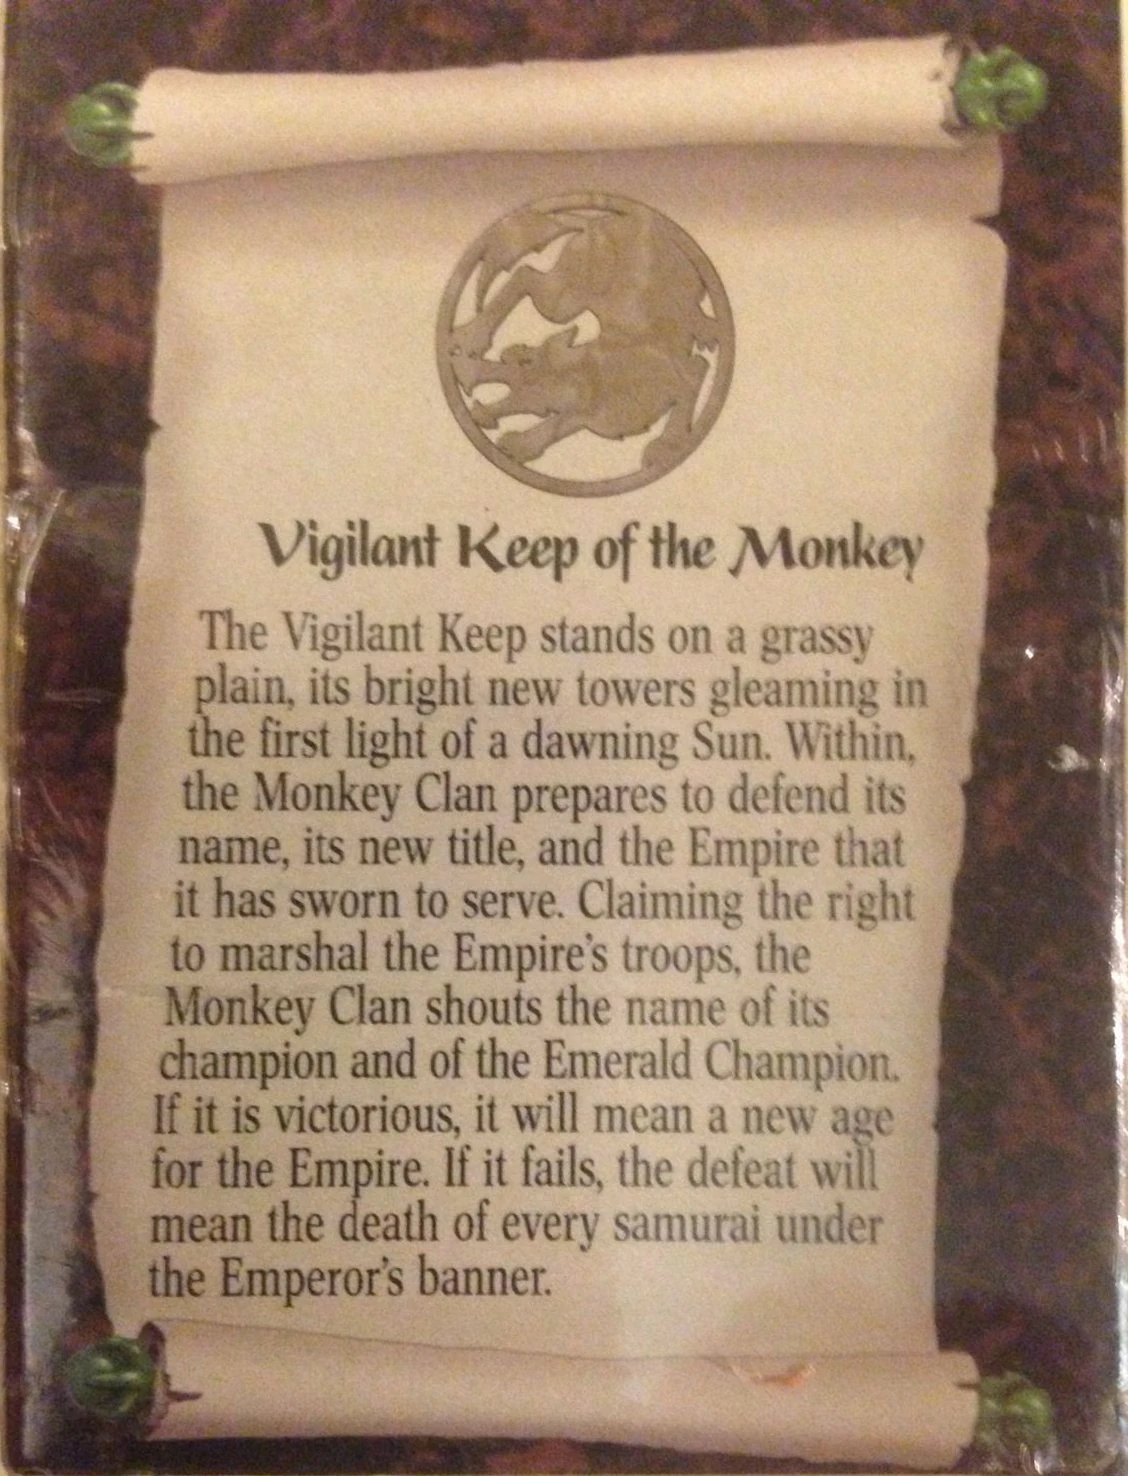 Vigilant Keep of the Monkey
The Vigilant Keep stands on a grassy
plain, its bright new towers gleaming in
the first light of a dawning Sun. Within,
the Monkey Clan prepares to defend its
name, its new title, and the Empire that
it has sworn to serve. Claiming the right
to marshal the Empire's troops, the
Monkey Clan shouts the name of its
champion and of the Emerald Champion.
If it is victorious, it will mean a new age
for the Empire. If it fails, the defeat will
mean the death of every samurai under
the Emperor's banner.